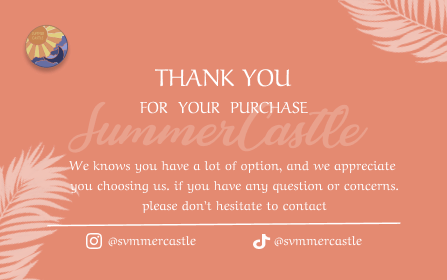 THANK YOU
FOR YOUR PURCHASE
SummerCastle
We knows you have a lot of option, and we appreciate
you choosing us. if you have any question or concerns.
please don't hesitate to contact
@svmmercastle @svmmercastle